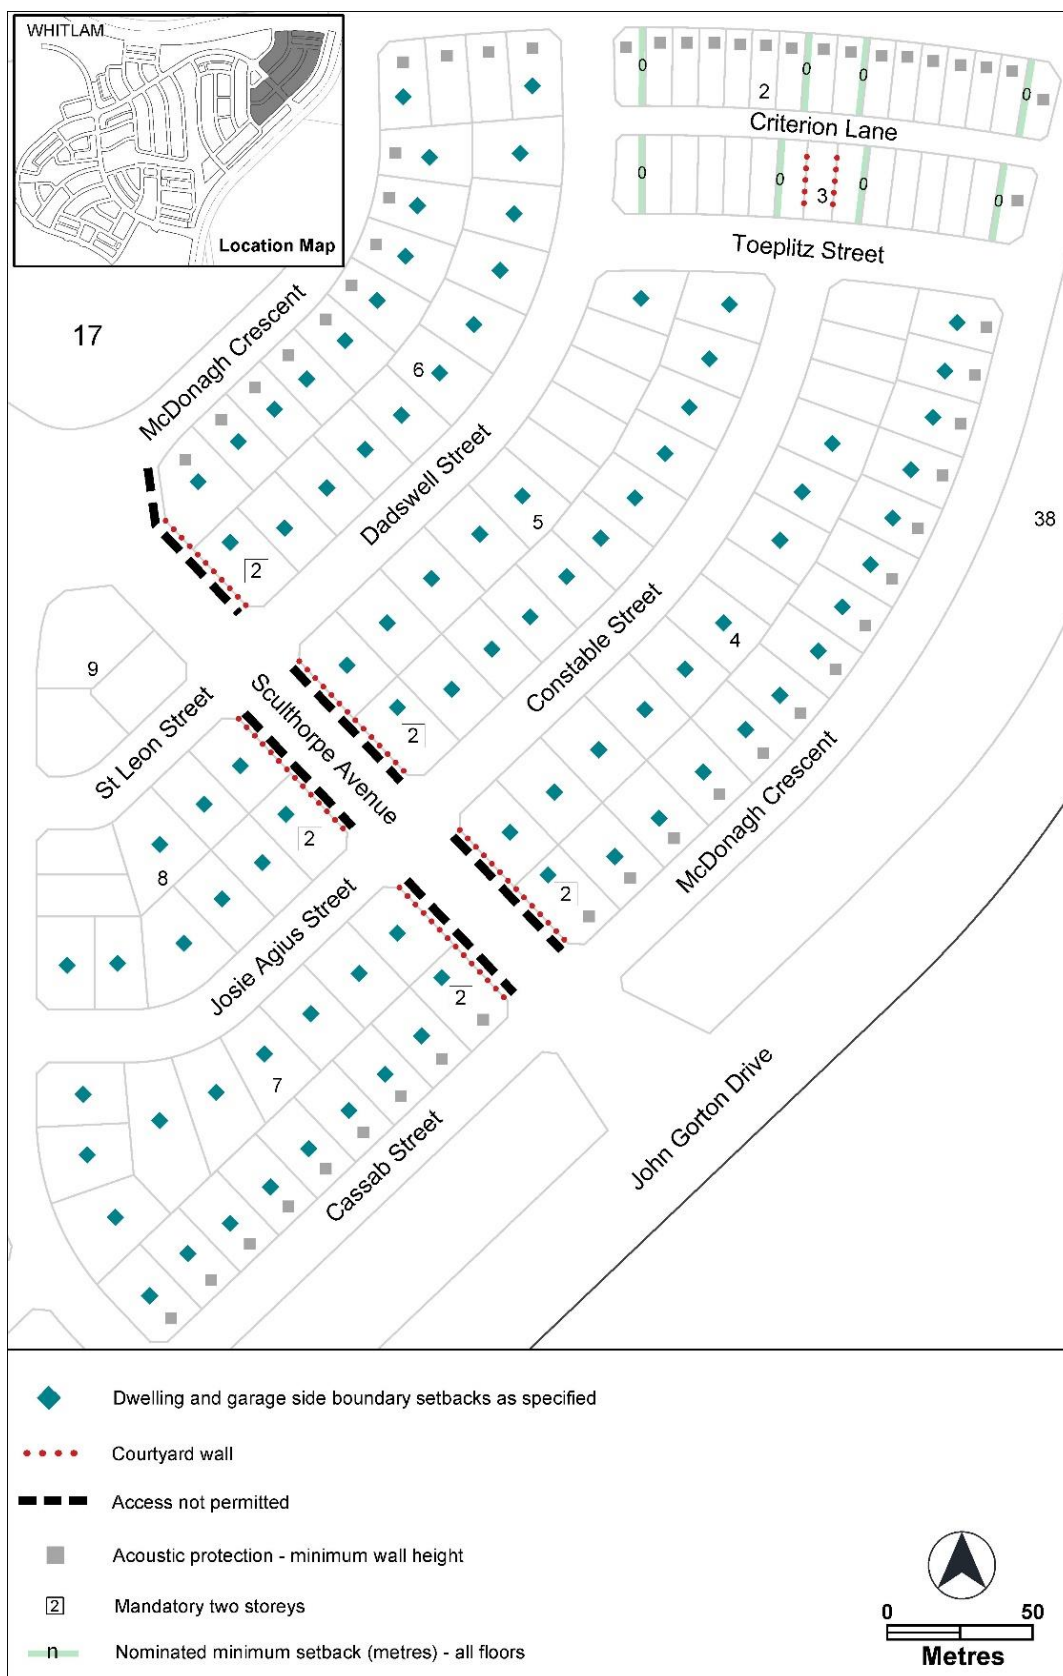 WHITLAM
Location Map
0
0
0
0
2
Criterion Lane
0
0
3
0
0
Toeplitz Street
17
McDonagh Crescent
6
Dadswell Street
5
38
2
Constable Street
4
9
St Leon Street
Sculthorpe Avenue
2
2
8
McDonagh Crescent
2
Josie Agius Street
2
7
Cassab Street
John Gorton Drive
Dwelling and garage side boundary setbacks as specified
Courtyard wall
Access not permitted
Acoustic protection - minimum wall height
2 Mandatory two storeys
n Nominated minimum setback (metres) - all floors
0 50
Metres